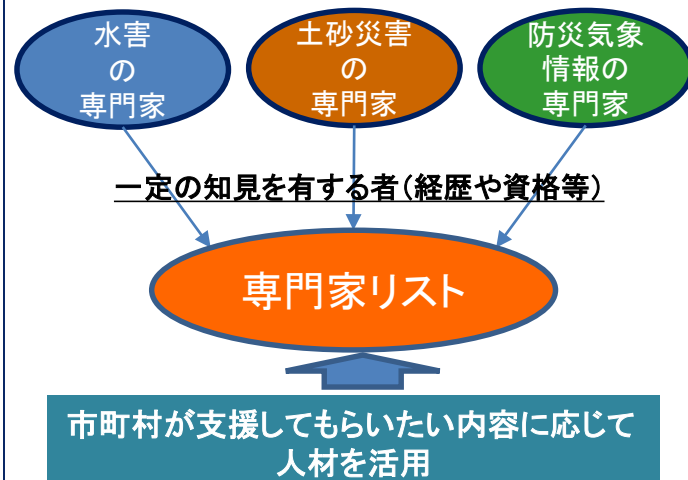 水害
の
専門家
土砂災害
の
専門家
防災気象
情報の
専門家
一定の知見を有する者(経歴や資格等)
専門家リスト
市町村が支援してもらいたい内容に応じて
人材を活用